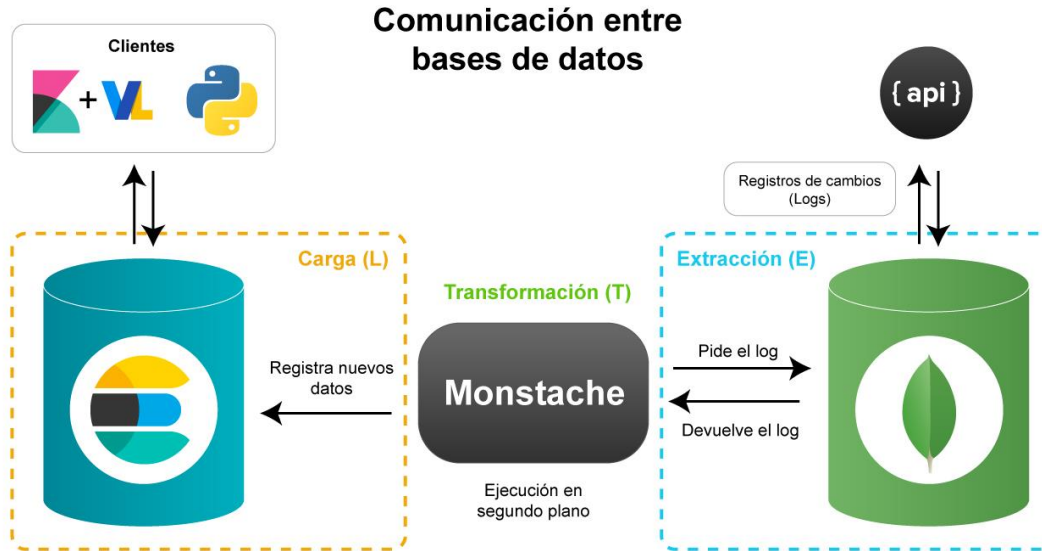 Comunicación entre
bases de datos
Clientes
+
{ api }
Registros de cambios
(Logs)
Carga (L)
Extracción (E)
Transformación (T)
Registra nuevos
datos
Monstache
Pide el log
Devuelve el log
Ejecución en
segundo plano